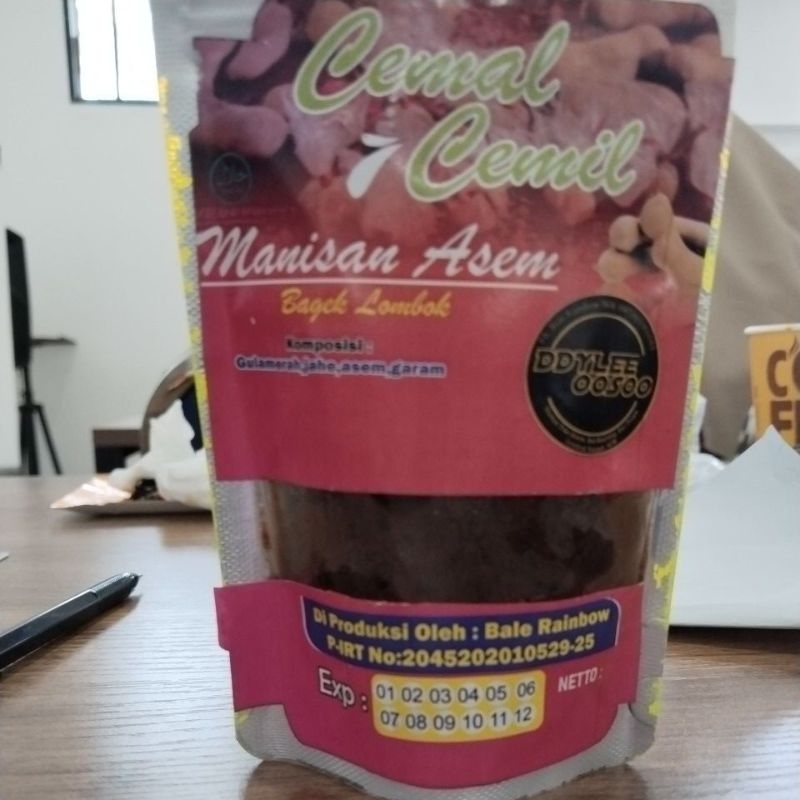 Cemal
Cemil
Manisan Asem
Bagek Lombok
Komposisi :
Gulamerah,jahe,asem,garam
DDYLEE
OOSOO
Di Produksi Oleh : Bale Rainbow
P-IRT No:2045202010529-25
Exp :
01 02 03 04 05 06
07 08 09 10 11 12
NETTO :